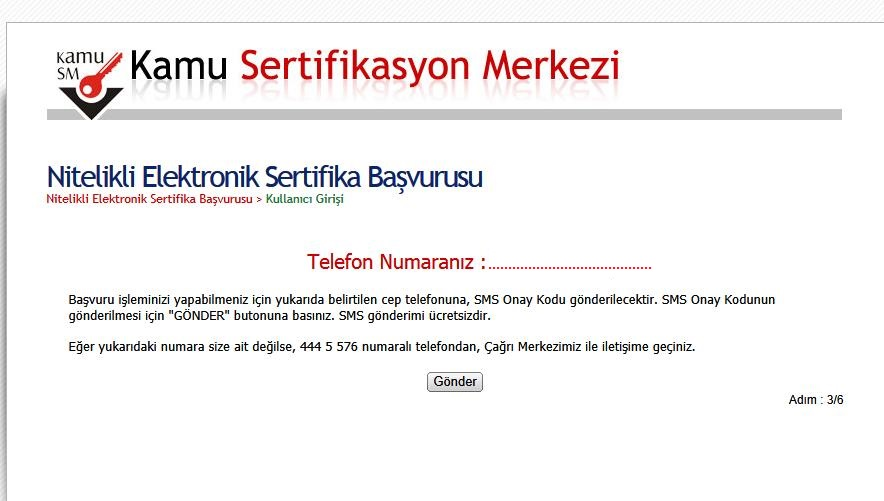 Kamu SM
Kamu Sertifikasyon Merkezi
Nitelikli Elektronik Sertifika Başvurusu
Nitelikli Elektronik Sertifika Başvurusu > Kullanıcı Girişi
Telefon Numaranız :.........................................
Başvuru işleminizi yapabilmeniz için yukarıda belirtilen cep telefonuna, SMS Onay Kodu gönderilecektir. SMS Onay Kodunun
gönderilmesi için "GÖNDER" butonuna basınız. SMS gönderimi ücretsizdir.
Eğer yukarıdaki numara size ait değilse, 444 5 576 numaralı telefondan, Çağrı Merkezimiz ile iletişime geçiniz.
Gönder
Adım : 3/6